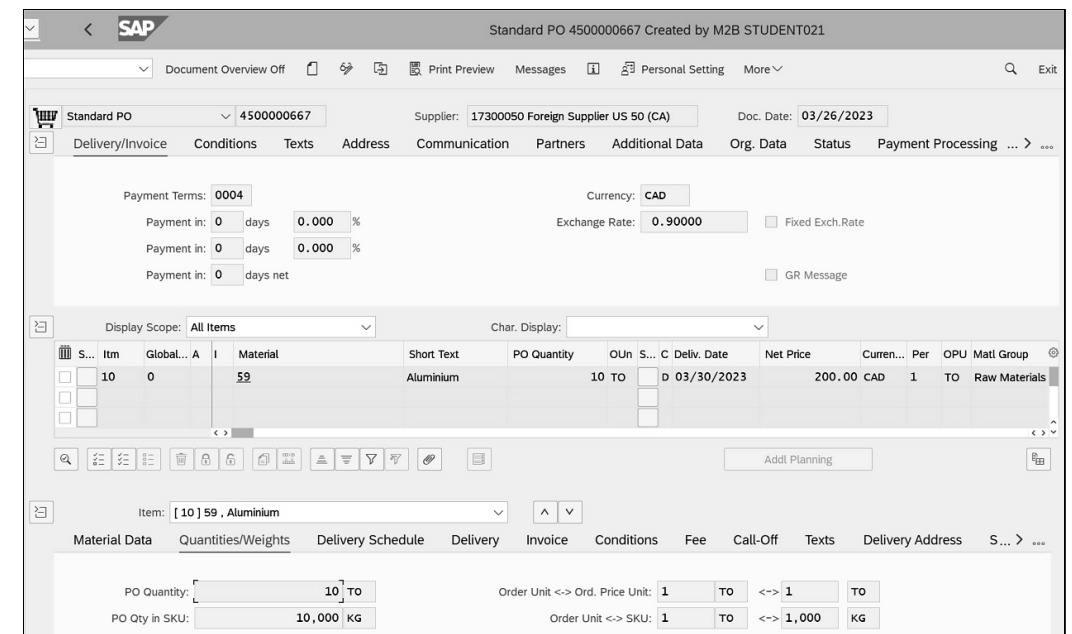 SAP
Standard PO 4500000667 Created by M2B STUDENT021
Document Overview Off Print Preview Messages Personal Setting More Exit
Standard PO 4500000667 Supplier: 17300050 Foreign Supplier US 50 (CA) Doc. Date: 03/26/2023
Delivery/Invoice Conditions Texts Address Communication Partners Additional Data Org. Data Status Payment Processing ...
Payment Terms: 0004 Currency: CAD
Payment in: 0 days 0.000 % Exchange Rate: 0.90000 Fixed Exch.Rate
Payment in: 0 days 0.000 %
Payment in: 0 days net GR Message
Display Scope: All Items Char. Display:
S... Itm Global... A I Material Short Text PO Quantity OUn S... C Deliv. Date Net Price Curren... Per OPU Matl Group
10 0 59 Aluminium 10 TO D 03/30/2023 200.00 CAD 1 TO Raw Materials
Addl Planning
Item: [ 10 ] 59 , Aluminium
Material Data Quantities/Weights Delivery Schedule Delivery Invoice Conditions Fee Call-Off Texts Delivery Address S...
PO Quantity: 10 TO Order Unit <-> Ord. Price Unit: 1 TO <-> 1 TO
PO Qty in SKU: 10,000 KG Order Unit <-> SKU: 1 TO <-> 1,000 KG